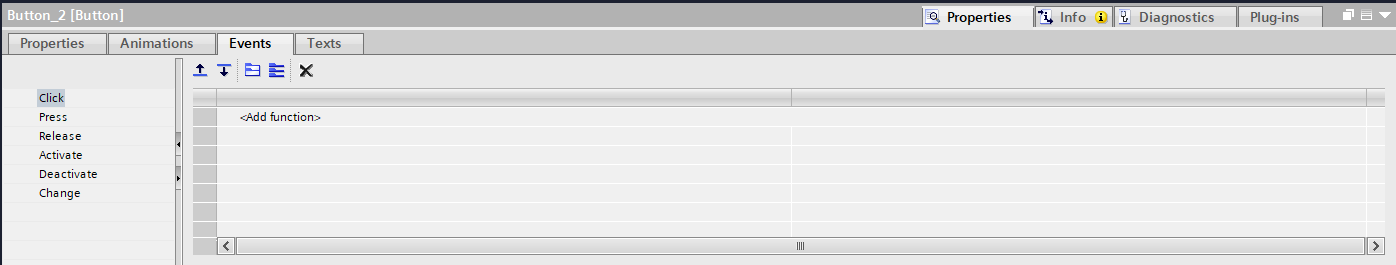 Button_2 [Button]
Properties
Info
Diagnostics
Plug-ins
Properties
Animations
Events
Texts
Click
<Add function>
Press
Release
Activate
Deactivate
Change